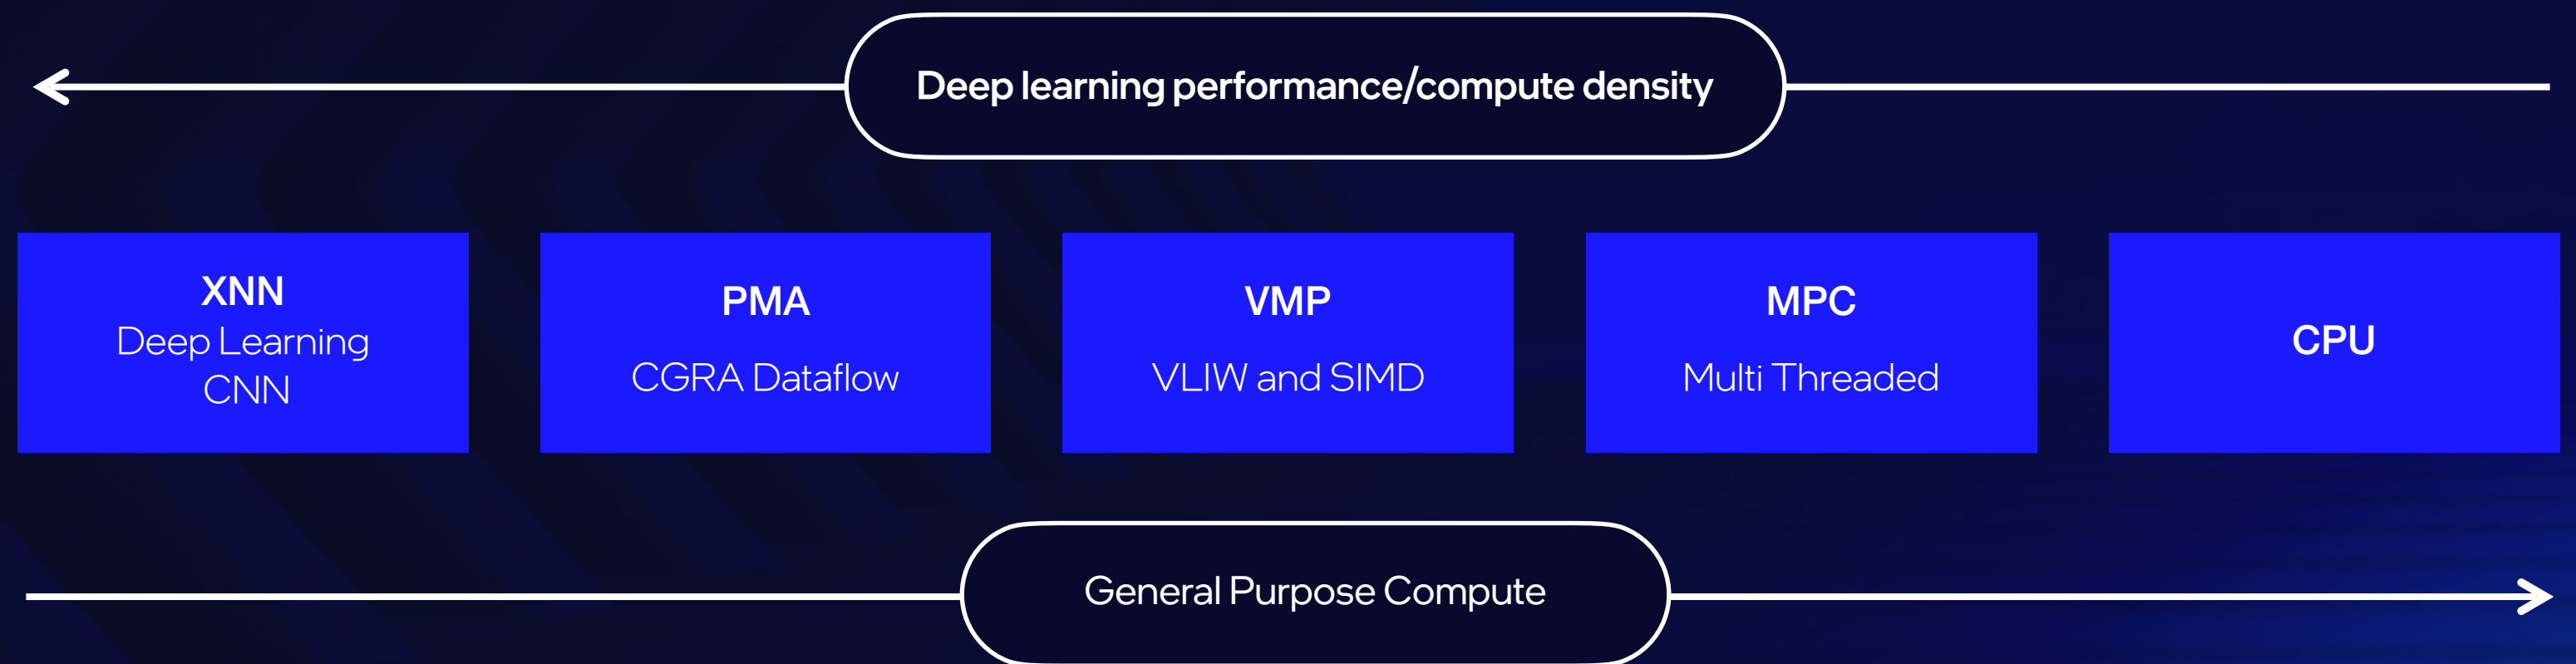 Deep learning performance/compute density
XNN
Deep Learning
CNN
PMA
CGRA Dataflow
VMP
VLIW and SIMD
MPC
Multi Threaded
CPU
General Purpose Compute